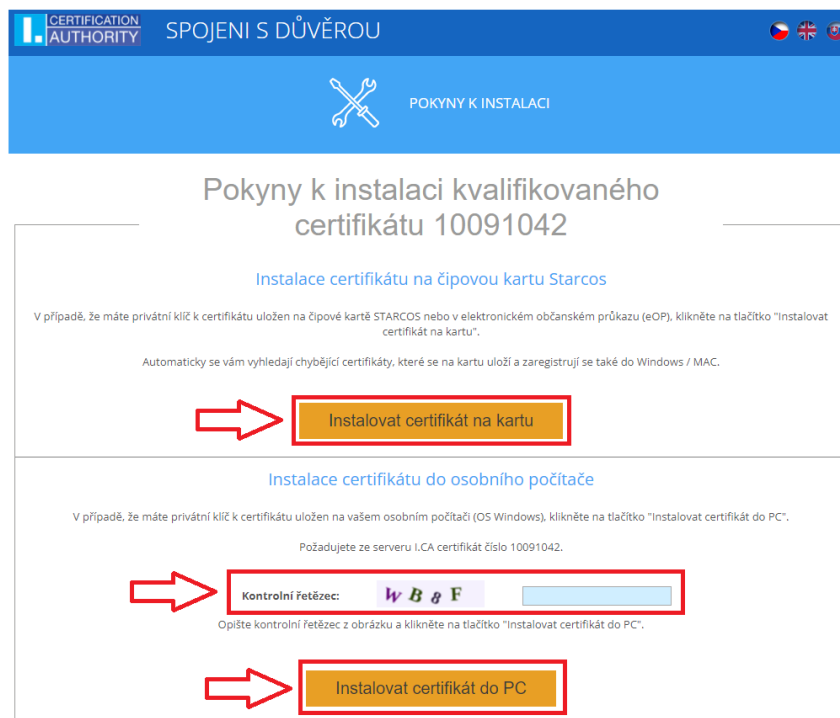 CERTIFICATION
AUTHORITY
SPOJENI S DŮVĚROU
POKYNY K INSTALACI
Pokyny k instalaci kvalifikovaného
certifikátu 10091042
Instalace certifikátu na čipovou kartu Starcos
V případě, že máte privátní klíč k certifikátu uložen na čipové kartě STARCOS nebo v elektronickém občanském průkazu (eOP), klikněte na tlačítko "Instalovat
certifikát na kartu".
Automaticky se vám vyhledají chybějící certifikáty, které se na kartu uloží a zaregistrují se také do Windows / MAC.
Instalovat certifikát na kartu
Instalace certifikátu do osobního počítače
V případě, že máte privátní klíč k certifikátu uložen na vašem osobním počítači (OS Windows), klikněte na tlačítko "Instalovat certifikát do PC".
Požadujete ze serveru I.CA certifikát číslo 10091042.
Kontrolní řetězec: W B 8 F
Opište kontrolní řetězec z obrázku a klikněte na tlačítko "Instalovat certifikát do PC".
Instalovat certifikát do PC